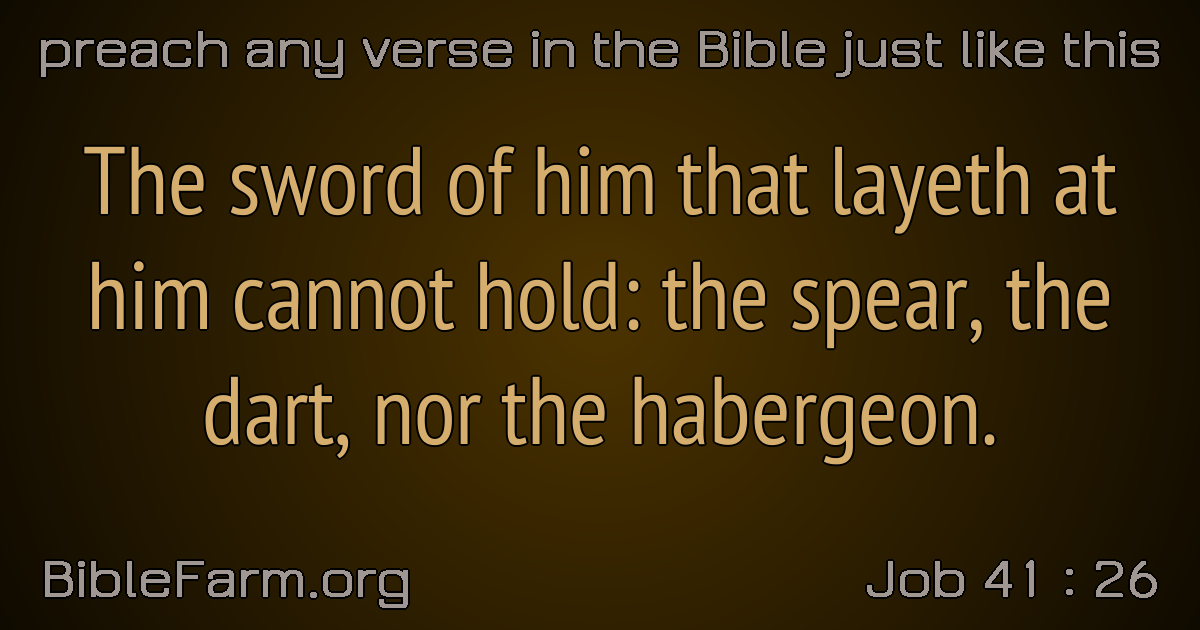 preach any verse in the Bible just like this
The sword of him that layeth at
him cannot hold: the spear, the
dart, nor the habergeon.
BibleFarm.org
Job 41 : 26